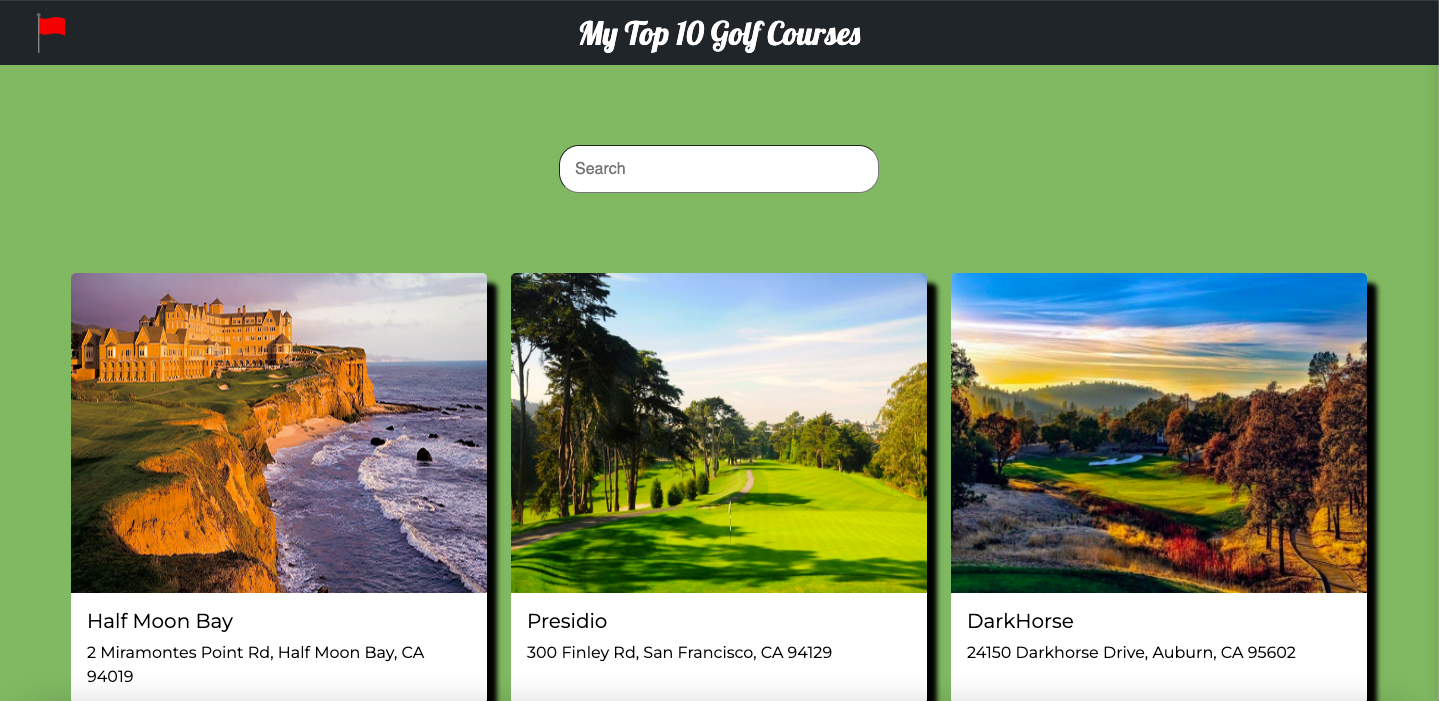 My Top 10 Golf Courses
Search
Half Moon Bay
2 Miramontes Point Rd, Half Moon Bay, CA
94019
Presidio
300 Finley Rd, San Francisco, CA 94129
DarkHorse
24150 Darkhorse Drive, Auburn, CA 95602